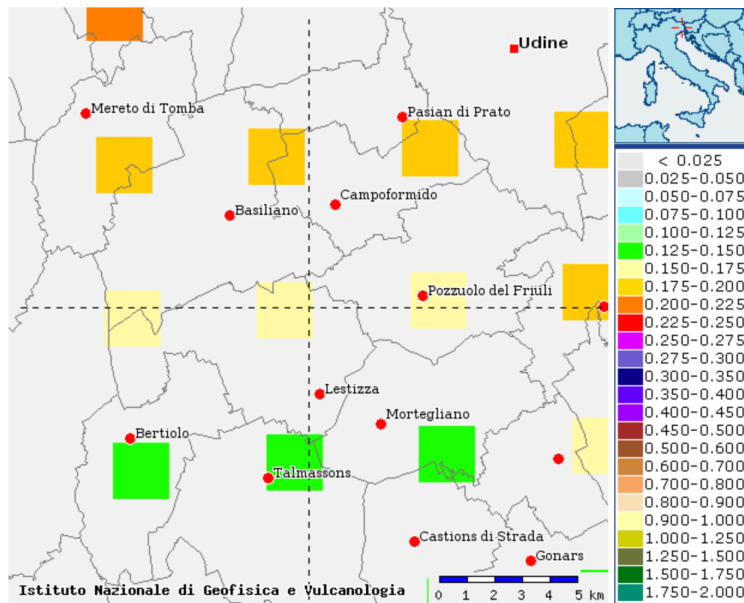 Udine
Mereto di Tomba
Pasian di Prato
Campoformido
Basiliano
Pozzuolo del Friuli
Lestizza
Mortegliano
Bertiolo
Talmassons
Castions di Strada
Gonars
Istituto Nazionale di Geofisica e Vulcanologia
0 1 2 3 4 5 km
< 0.025
0.025-0.050
0.050-0.075
0.075-0.100
0.100-0.125
0.125-0.150
0.150-0.175
0.175-0.200
0.200-0.225
0.225-0.250
0.250-0.275
0.275-0.300
0.300-0.350
0.350-0.400
0.400-0.450
0.450-0.500
0.500-0.600
0.600-0.700
0.700-0.800
0.800-0.900
0.900-1.000
1.000-1.250
1.250-1.500
1.500-1.750
1.750-2.000